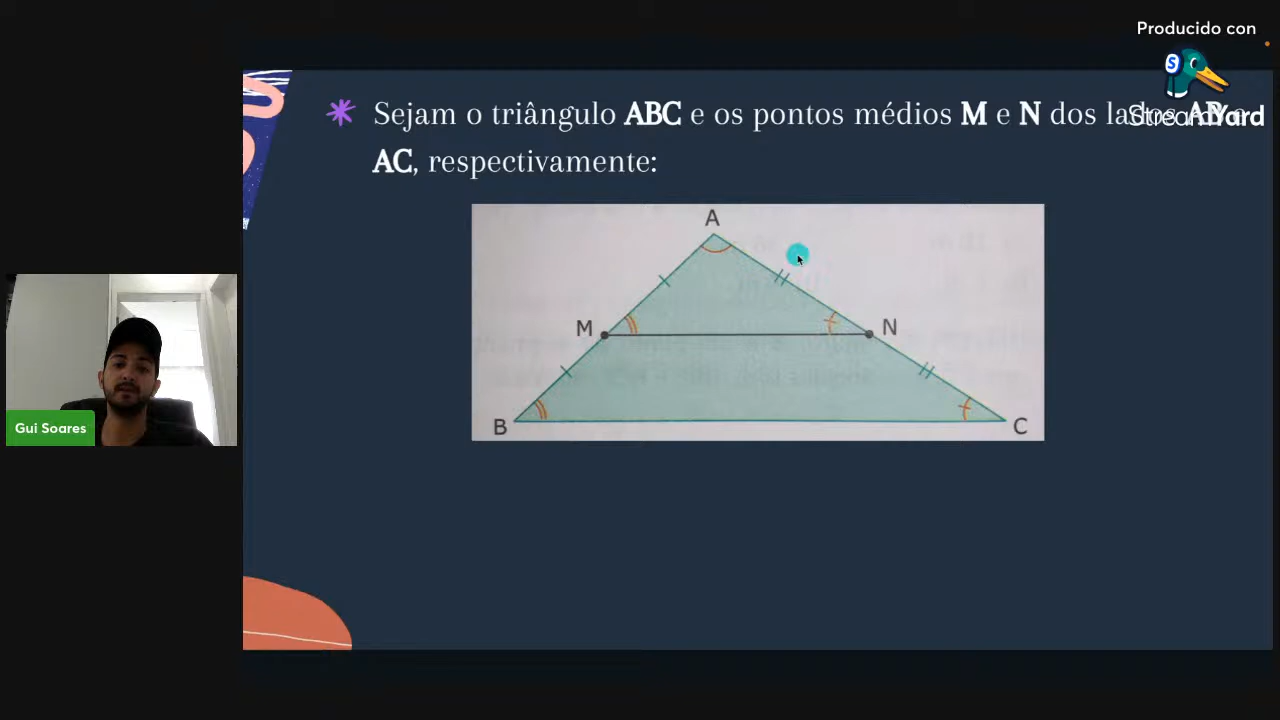 Producido con
StreamYard
Sejam o triângulo ABC e os pontos médios M e N dos lados AB e
AC, respectivamente:
A
M
N
B
C
Gui Soares
S